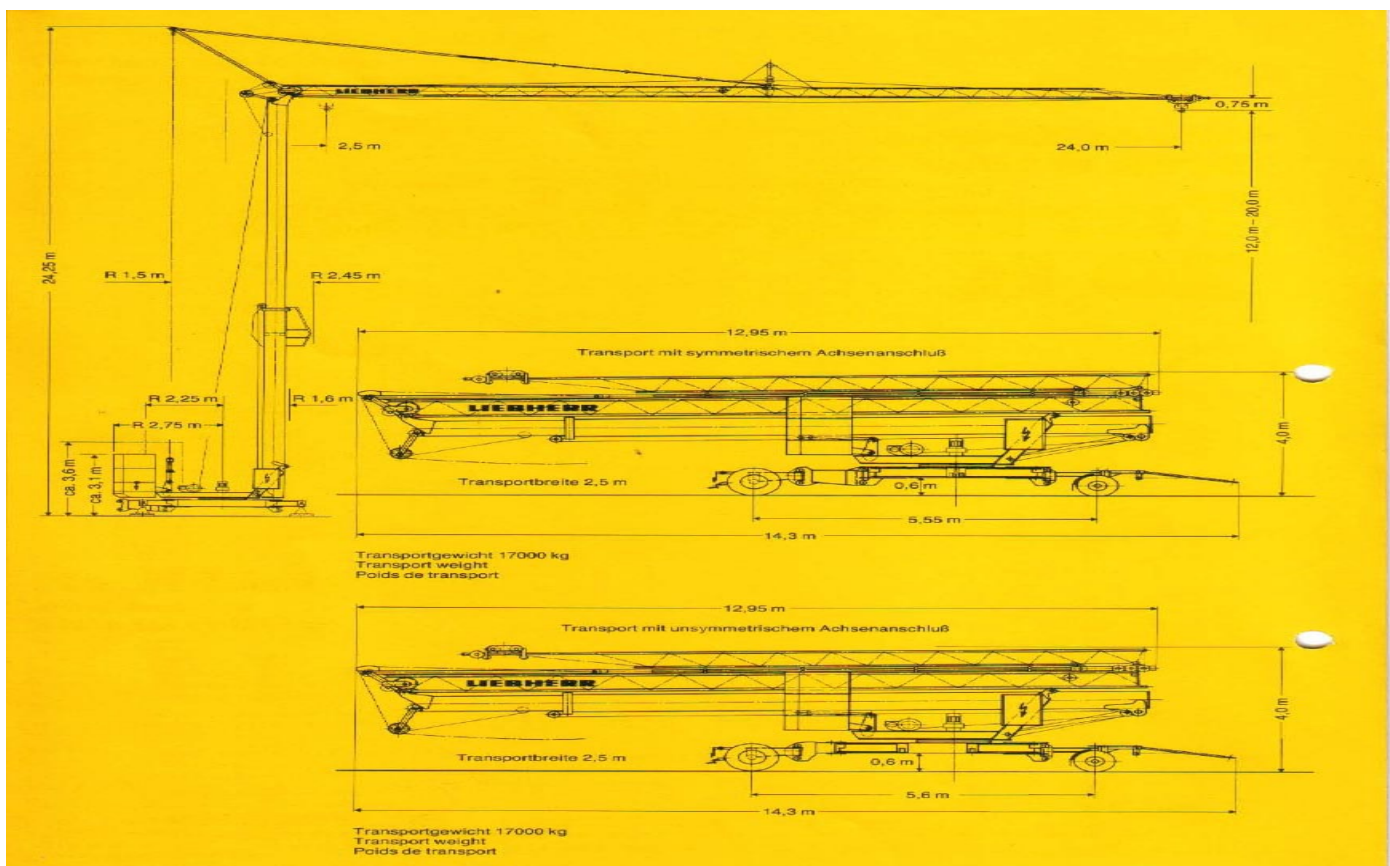 LIEBHERR
0,75 m
2,5 m
24,0 m
12,0 m – 20,0 m
24,25 m
R 1,5 m
R 2,45 m
R 2,25 m
R 1,6 m
R 2,75 m
ca. 3,6 m
ca. 3,1 m
12,95 m
Transport mit symmetrischem Achsenanschluß
LIEBHERR
4,0 m
Transportbreite 2,5 m
0,6 m
5,55 m
14,3 m
Transportgewicht 17000 kg
Transport weight
Poids de transport
12,95 m
Transport mit unsymmetrischem Achsenanschluß
LIEBHERR
4,0 m
Transportbreite 2,5 m
0,6 m
5,6 m
14,3 m
Transportgewicht 17000 kg
Transport weight
Poids de transport